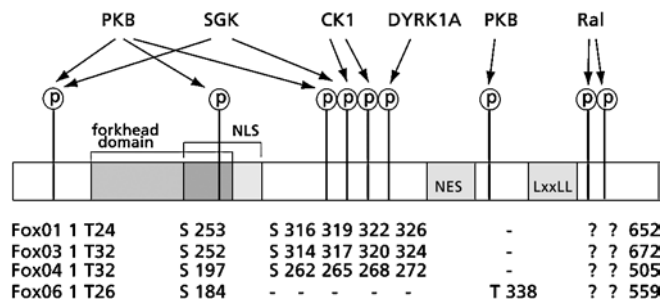 PKB SGK CK1 DYRK1A PKB Ral
p p p p p p p p p
forkhead
domain
NLS
NES LxxLL
Fox01 1 T24 S 253 S 316 319 322 326 - ? ? 652
Fox03 1 T32 S 252 S 314 317 320 324 - ? ? 672
Fox04 1 T32 S 197 S 262 265 268 272 - ? ? 505
Fox06 1 T26 S 184 - - - - - T 338 ? ? 559